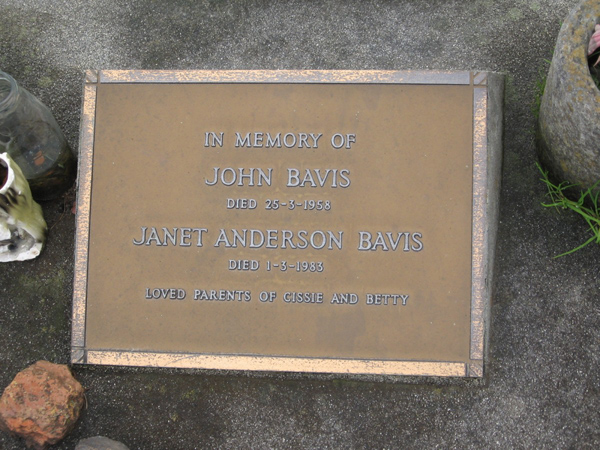 IN MEMORY OF
JOHN BAVIS
DIED 25-3-1958
JANET ANDERSON BAVIS
DIED 1-3-1983
LOVED PARENTS OF CISSIE AND BETTY